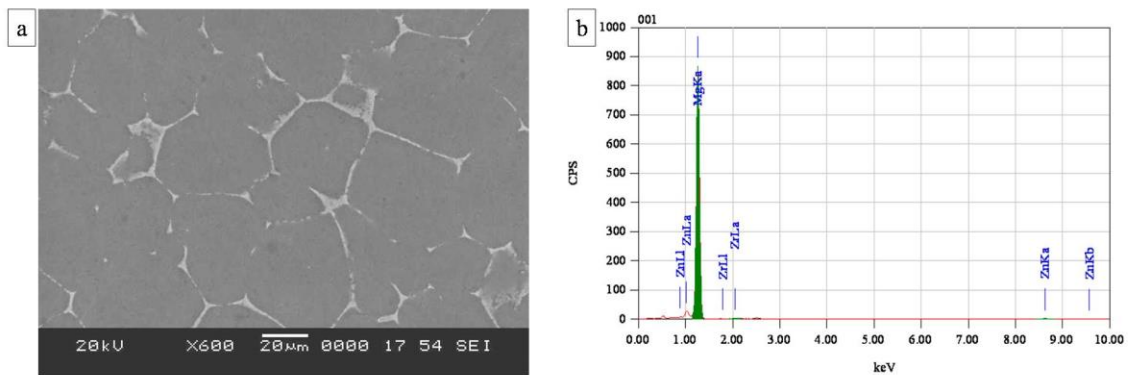 a
20kV X600 20μm 0000 17 54 SEI
b
001
1000
900
800
700
600
500
400
300
200
100
0
CPS
ZnLl
ZnLa
MgKa
ZrLl
ZrLa
ZnKa
ZnKb
0.00 1.00 2.00 3.00 4.00 5.00 6.00 7.00 8.00 9.00 10.00
keV